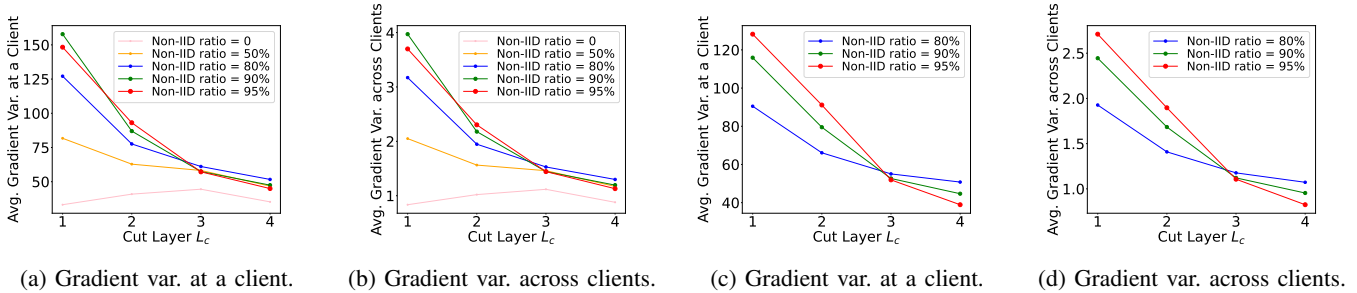 Avg. Gradient Var. at a Client
150
125
100
75
50
1 2 3 4
Cut Layer L_c
Non-IID ratio = 0
Non-IID ratio = 50%
Non-IID ratio = 80%
Non-IID ratio = 90%
Non-IID ratio = 95%
(a) Gradient var. at a client.
Avg. Gradient Var. across Clients
4
3
2
1
1 2 3 4
Cut Layer L_c
Non-IID ratio = 0
Non-IID ratio = 50%
Non-IID ratio = 80%
Non-IID ratio = 90%
Non-IID ratio = 95%
(b) Gradient var. across clients.
Avg. Gradient Var. at a Client
120
100
80
60
40
1 2 3 4
Cut Layer L_c
Non-IID ratio = 80%
Non-IID ratio = 90%
Non-IID ratio = 95%
(c) Gradient var. at a client.
Avg. Gradient Var. across Clients
2.5
2.0
1.5
1.0
1 2 3 4
Cut Layer L_c
Non-IID ratio = 80%
Non-IID ratio = 90%
Non-IID ratio = 95%
(d) Gradient var. across clients.